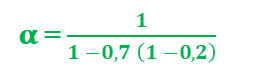 α = 1 / 1 –0,7 (1 –0,2)